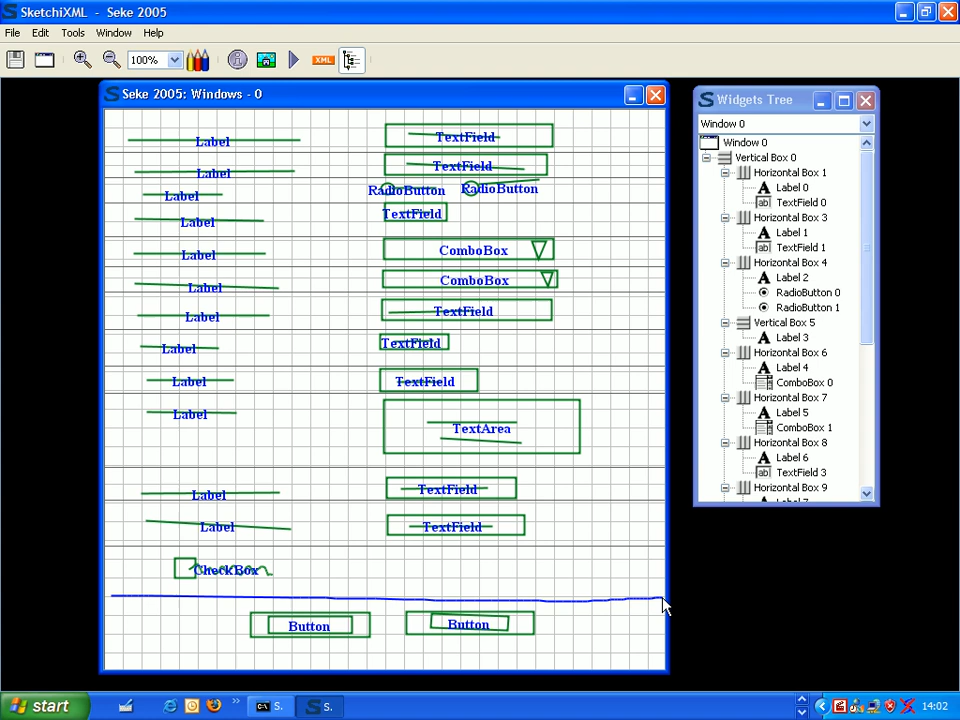 SketchiXML - Seke 2005
File Edit Tools Window Help
100% XML
Seke 2005: Windows - 0
Label TextField
Label TextField
Label RadioButton RadioButton
Label TextField
Label ComboBox
Label ComboBox
Label TextField
Label TextField
Label TextField
Label TextArea
Label TextField
Label TextField
CheckBox
Button Button
Widgets Tree
Window 0
Window 0
Vertical Box 0
Horizontal Box 1
Label 0
TextField 0
Horizontal Box 3
Label 1
TextField 1
Horizontal Box 4
Label 2
RadioButton 0
RadioButton 1
Vertical Box 5
Label 3
Horizontal Box 6
Label 4
ComboBox 0
Horizontal Box 7
Label 5
ComboBox 1
Horizontal Box 8
Label 6
TextField 3
Horizontal Box 9
start S. S. 14:02